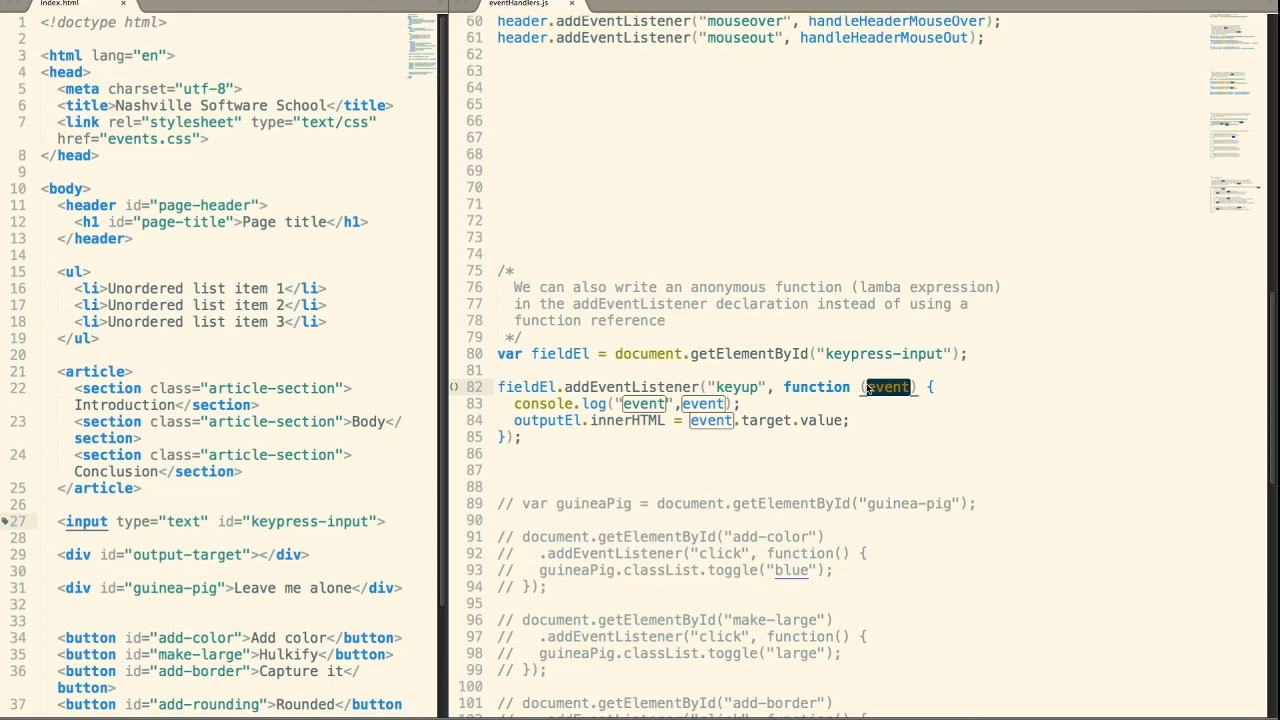 index.html ×
1 <!doctype html>
2
3 <html lang="en">
4 <head>
5 <meta charset="utf-8">
6 <title>Nashville Software School</title>
7 <link rel="stylesheet" type="text/css"
href="events.css">
8 </head>
9
10 <body>
11 <header id="page-header">
12 <h1 id="page-title">Page title</h1>
13 </header>
14
15 <ul>
16 <li>Unordered list item 1</li>
17 <li>Unordered list item 2</li>
18 <li>Unordered list item 3</li>
19 </ul>
20
21 <article>
22 <section class="article-section">
Introduction</section>
23 <section class="article-section">Body</
section>
24 <section class="article-section">
Conclusion</section>
25 </article>
26
27 <input type="text" id="keypress-input">
28
29 <div id="output-target"></div>
30
31 <div id="guinea-pig">Leave me alone</div>
32
33
34 <button id="add-color">Add color</button>
35 <button id="make-large">Hulkify</button>
36 <button id="add-border">Capture it</
button>
37 <button id="add-rounding">Rounded</button
eventHandlers.js ×
60 header.addEventListener("mouseover", handleHeaderMouseOver);
61 header.addEventListener("mouseout", handleHeaderMouseOut);
62
63
64
65
66
67
68
69
70
71
72
73
74
75 /*
76 We can also write an anonymous function (lamba expression)
77 in the addEventListener declaration instead of using a
78 function reference
79 */
80 var fieldEl = document.getElementById("keypress-input");
81
82 fieldEl.addEventListener("keyup", function (event) {
83 console.log("event",event);
84 outputEl.innerHTML = event.target.value;
85 });
86
87
88
89 // var guineaPig = document.getElementById("guinea-pig");
90
91 // document.getElementById("add-color")
92 // .addEventListener("click", function() {
93 // guineaPig.classList.toggle("blue");
94 // });
95
96 // document.getElementById("make-large")
97 // .addEventListener("click", function() {
98 // guineaPig.classList.toggle("large");
99 // });
100
101 // document.getElementById("add-border")